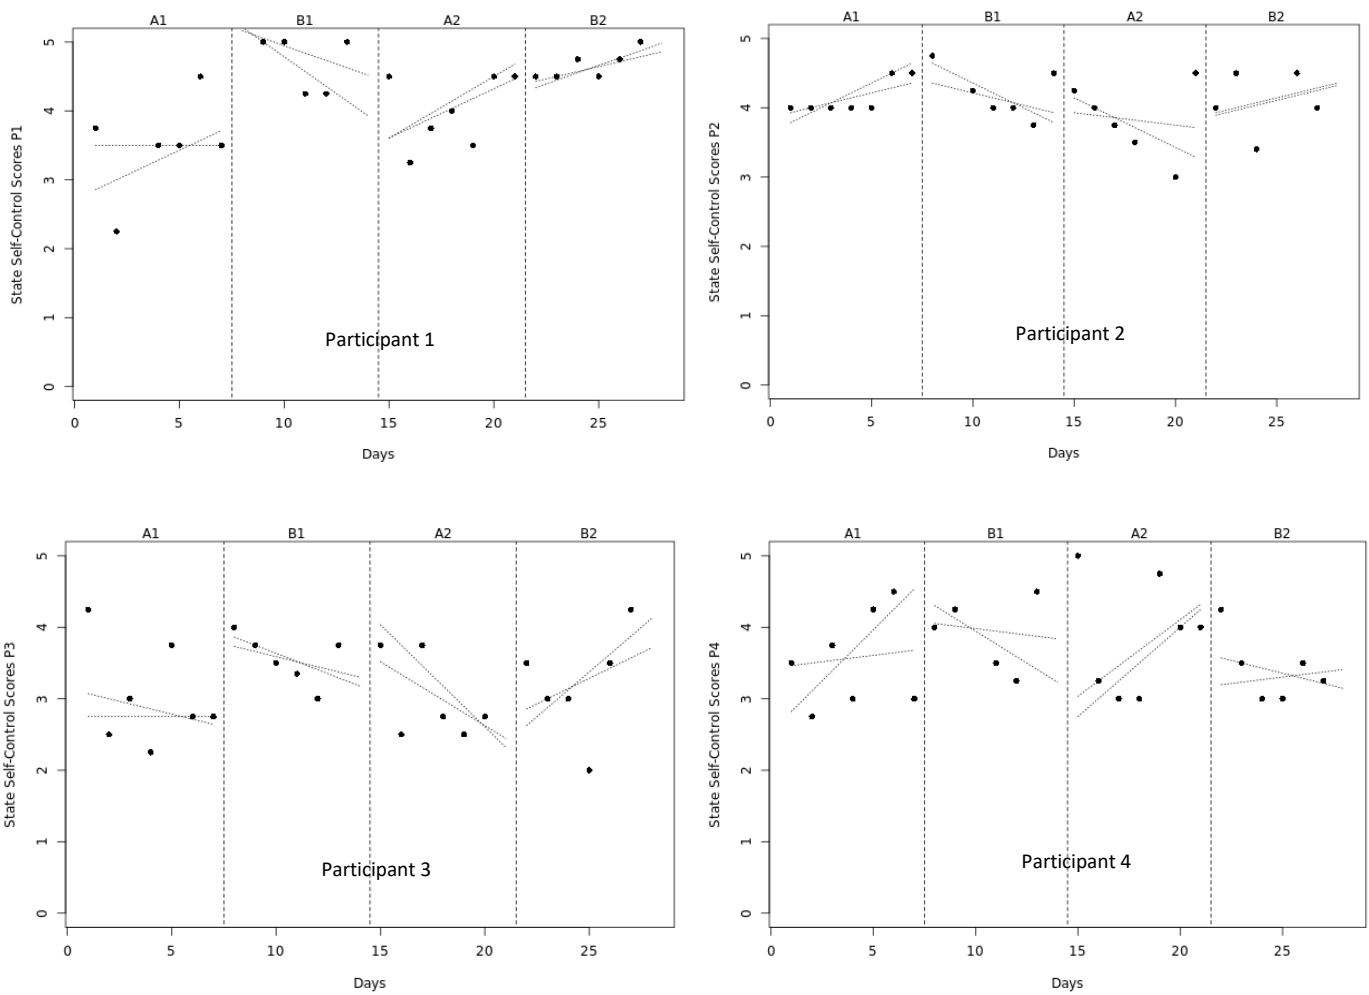 A1 B1 A2 B2
State Self-Control Scores P1
5
4
3
2
1
0
Participant 1
0 5 10 15 20 25
Days
A1 B1 A2 B2
State Self-Control Scores P2
5
4
3
2
1
0
Participant 2
0 5 10 15 20 25
Days
A1 B1 A2 B2
State Self-Control Scores P3
5
4
3
2
1
0
Participant 3
0 5 10 15 20 25
Days
A1 B1 A2 B2
State Self-Control Scores P4
5
4
3
2
1
0
Participant 4
0 5 10 15 20 25
Days